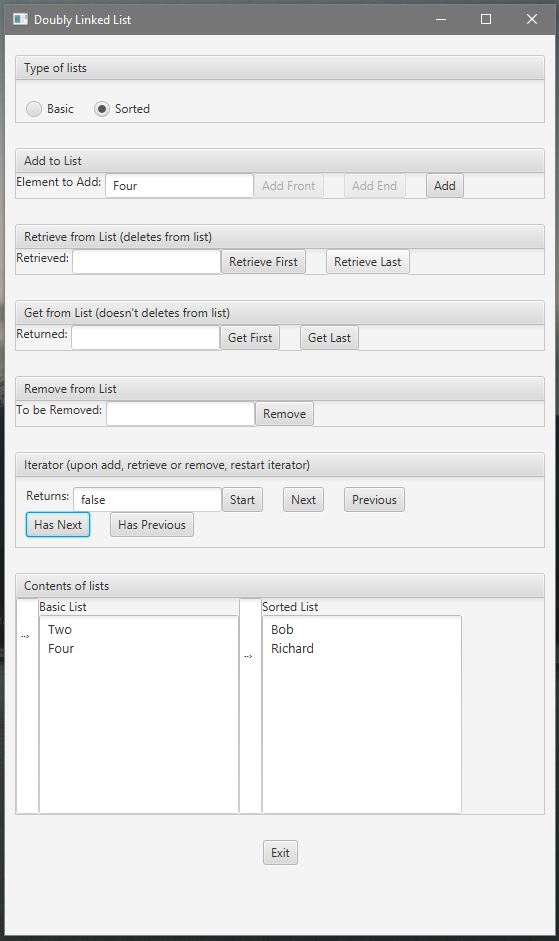 Doubly Linked List
Type of lists
Basic Sorted
Add to List
Element to Add: Four Add Front Add End Add
Retrieve from List (deletes from list)
Retrieved: Retrieve First Retrieve Last
Get from List (doesn't deletes from list)
Returned: Get First Get Last
Remove from List
To be Removed: Remove
Iterator (upon add, retrieve or remove, restart iterator)
Returns: false Start Next Previous
Has Next Has Previous
Contents of lists
Basic List Sorted List
Two Bob
--> Four Richard
-->
Exit